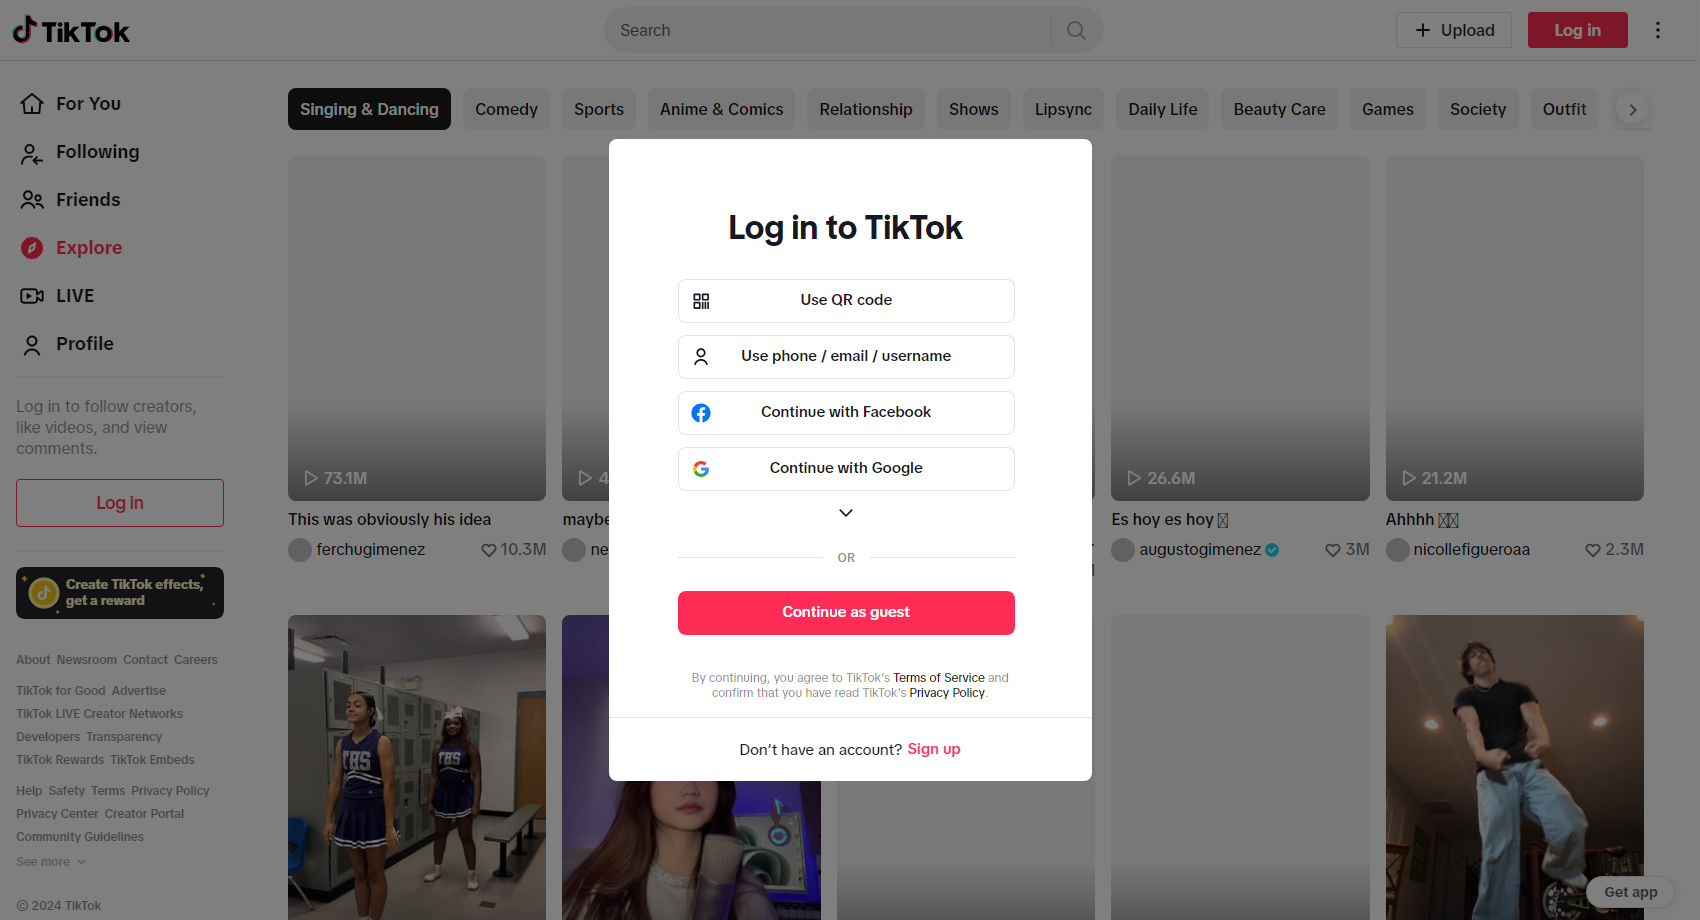 TikTok
Search
Upload
Log in
For You
Following
Friends
Explore
LIVE
Profile
Log in to follow creators,
like videos, and view
comments.
Log in
Create TikTok effects,
get a reward
About Newsroom Contact Careers
TikTok for Good Advertise
TikTok LIVE Creator Networks
Developers Transparency
TikTok Rewards TikTok Embeds
Help Safety Terms Privacy Policy
Privacy Center Creator Portal
Community Guidelines
See more
© 2024 TikTok
Singing & Dancing Comedy Sports Anime & Comics Relationship Shows Lipsync Daily Life Beauty Care Games Society Outfit
73.1M
This was obviously his idea
ferchugimenez 10.3M
4
maybe
ne
26.6M
Es hoy es hoy
augustogimenez 3M
21.2M
Ahhhh
nicollefigueroaa 2.3M
THS
THS
Log in to TikTok
Use QR code
Use phone / email / username
Continue with Facebook
Continue with Google
OR
Continue as guest
By continuing, you agree to TikTok's Terms of Service and
confirm that you have read TikTok's Privacy Policy.
Don't have an account? Sign up
Get app